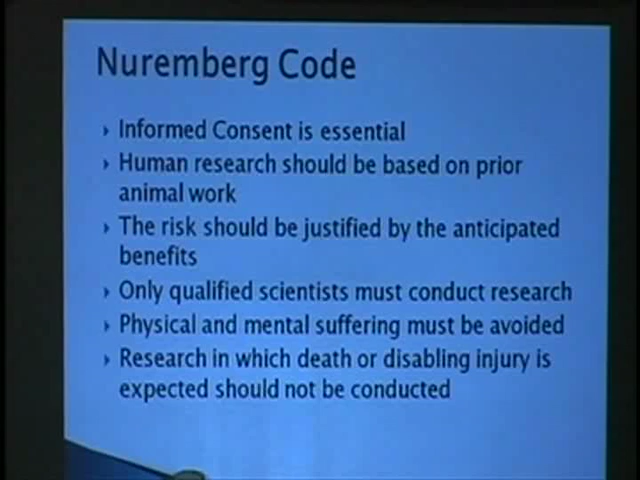 Nuremberg Code
Informed Consent is essential
Human research should be based on prior
animal work
The risk should be justified by the anticipated
benefits
Only qualified scientists must conduct research
Physical and mental suffering must be avoided
Research in which death or disabling injury is
expected should not be conducted